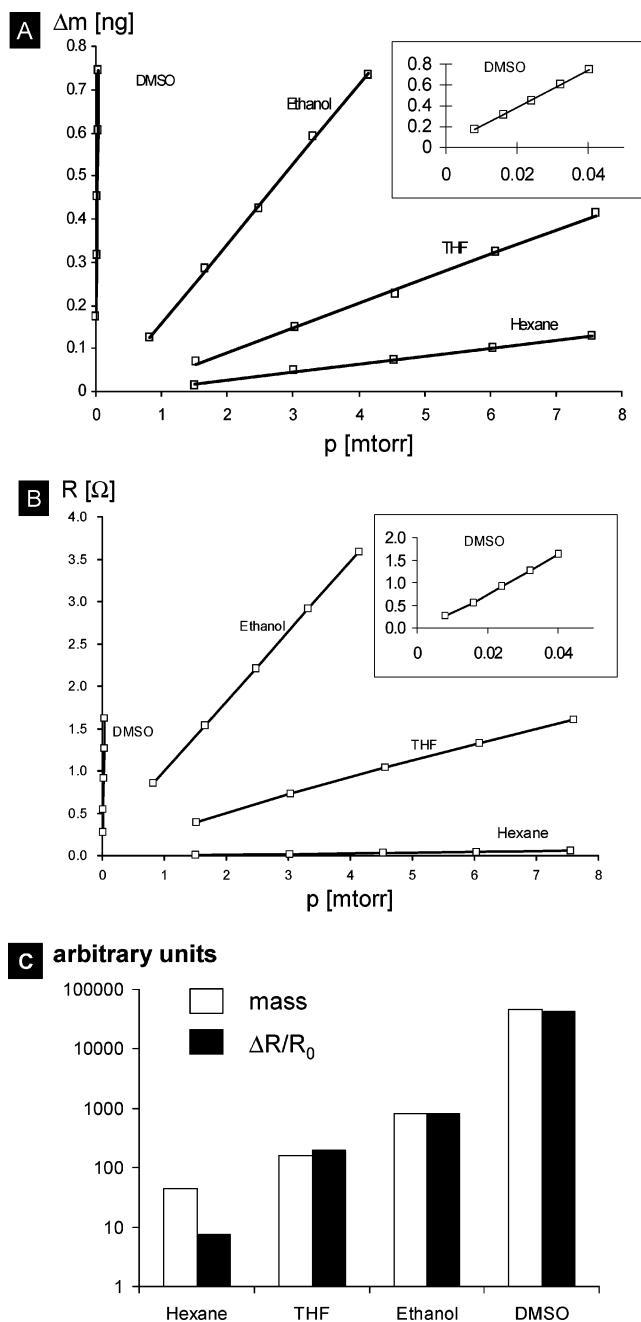 A
Δm [ng]
0.8
0.7
0.6
0.5
0.4
0.3
0.2
0.1
0
DMSO
Ethanol
THF
Hexane
0 1 2 3 4 5 6 7 8
p [mtorr]
DMSO
0.8
0.6
0.4
0.2
0
0 0.02 0.04
B
R [Ω]
4.0
3.5
3.0
2.5
2.0
1.5
1.0
0.5
0.0
Ethanol
DMSO
THF
Hexane
0 1 2 3 4 5 6 7 8
p [mtorr]
DMSO
2.0
1.5
1.0
0.5
0.0
0 0.02 0.04
C
arbitrary units
100000
10000
1000
100
10
1
mass
ΔR/R₀
Hexane THF Ethanol DMSO